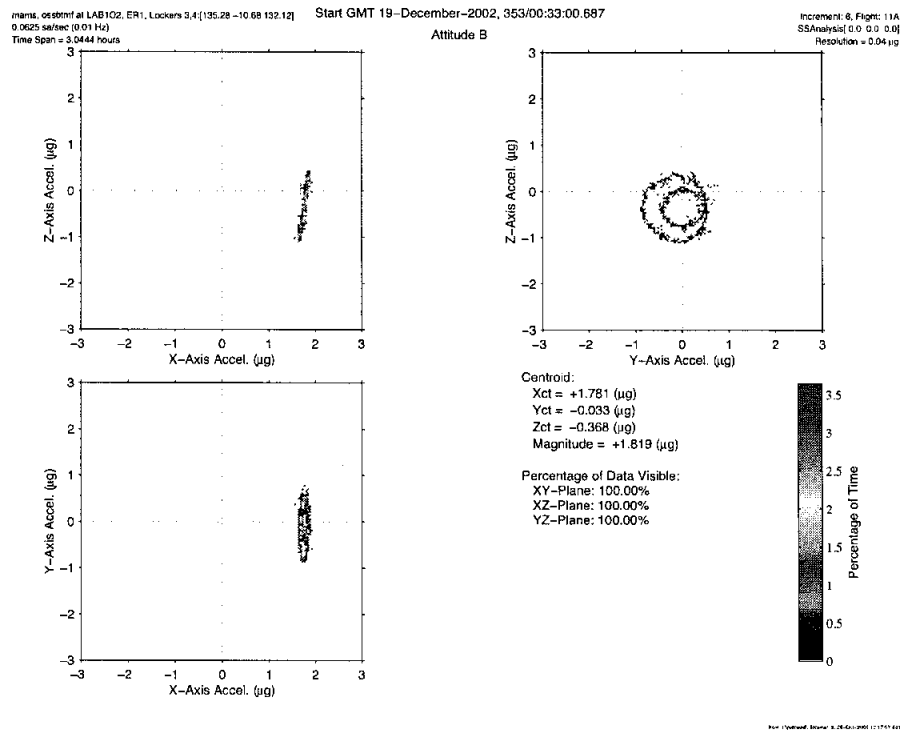 mams, ossbtmf at LAB1O2, ER1, Lockers 3,4:[135.28 −10.68 132.12]
0.0625 sa/sec (0.01 Hz)
Time Span = 3.0444 hours
Start GMT 19−December−2002, 353/00:33:00.687
Attitude B
Increment: 6, Flight: 11A
SSAnalysis[ 0.0 0.0 0.0]
Resolution = 0.04 µg
3
2
1
0
−1
−2
−3
Z−Axis Accel. (µg)
−3 −2 −1 0 1 2 3
X−Axis Accel. (µg)
3
2
1
0
−1
−2
−3
Z−Axis Accel. (µg)
−3 −2 −1 0 1 2 3
Y−Axis Accel. (µg)
3
2
1
0
−1
−2
−3
Y−Axis Accel. (µg)
−3 −2 −1 0 1 2 3
X−Axis Accel. (µg)
Centroid:
Xct = +1.781 (µg)
Yct = −0.033 (µg)
Zct = −0.368 (µg)
Magnitude = +1.819 (µg)
Percentage of Data Visible:
XY−Plane: 100.00%
XZ−Plane: 100.00%
YZ−Plane: 100.00%
3.5
3
2.5
2
1.5
1
0.5
0
Percentage of Time